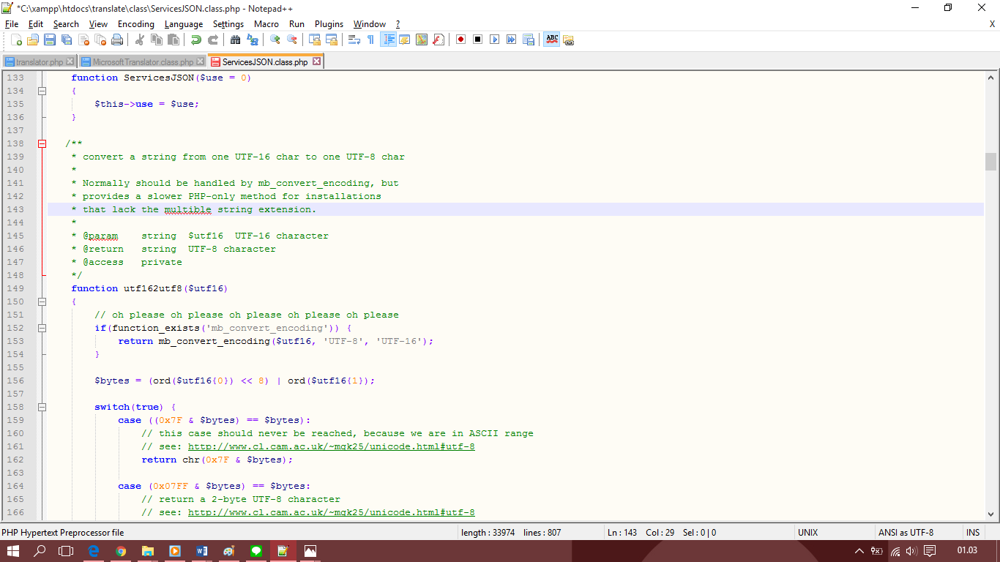 *C:\xampp\htdocs\translate\class\ServicesJSON.class.php - Notepad++
File Edit Search View Encoding Language Settings Macro Run Plugins Window ? X
translator.php MicrosoftTranslator.class.php ServicesJSON.class.php
133 function ServicesJSON($use = 0)
134 {
135 $this->use = $use;
136 }
137
138 /**
139 * convert a string from one UTF-16 char to one UTF-8 char
140 *
141 * Normally should be handled by mb_convert_encoding, but
142 * provides a slower PHP-only method for installations
143 * that lack the multible string extension.
144 *
145 * @param string $utf16 UTF-16 character
146 * @return string UTF-8 character
147 * @access private
148 */
149 function utf162utf8($utf16)
150 {
151 // oh please oh please oh please oh please oh please
152 if(function_exists('mb_convert_encoding')) {
153 return mb_convert_encoding($utf16, 'UTF-8', 'UTF-16');
154 }
155
156 $bytes = (ord($utf16{0}) << 8) | ord($utf16{1});
157
158 switch(true) {
159 case ((0x7F & $bytes) == $bytes):
160 // this case should never be reached, because we are in ASCII range
161 // see: http://www.cl.cam.ac.uk/~mgk25/unicode.html#utf-8
162 return chr(0x7F & $bytes);
163
164 case (0x07FF & $bytes) == $bytes:
165 // return a 2-byte UTF-8 character
166 // see: http://www.cl.cam.ac.uk/~mgk25/unicode.html#utf-8
PHP Hypertext Preprocessor file length : 33974 lines : 807 Ln : 143 Col : 29 Sel : 0 | 0 UNIX ANSI as UTF-8 INS
01.03